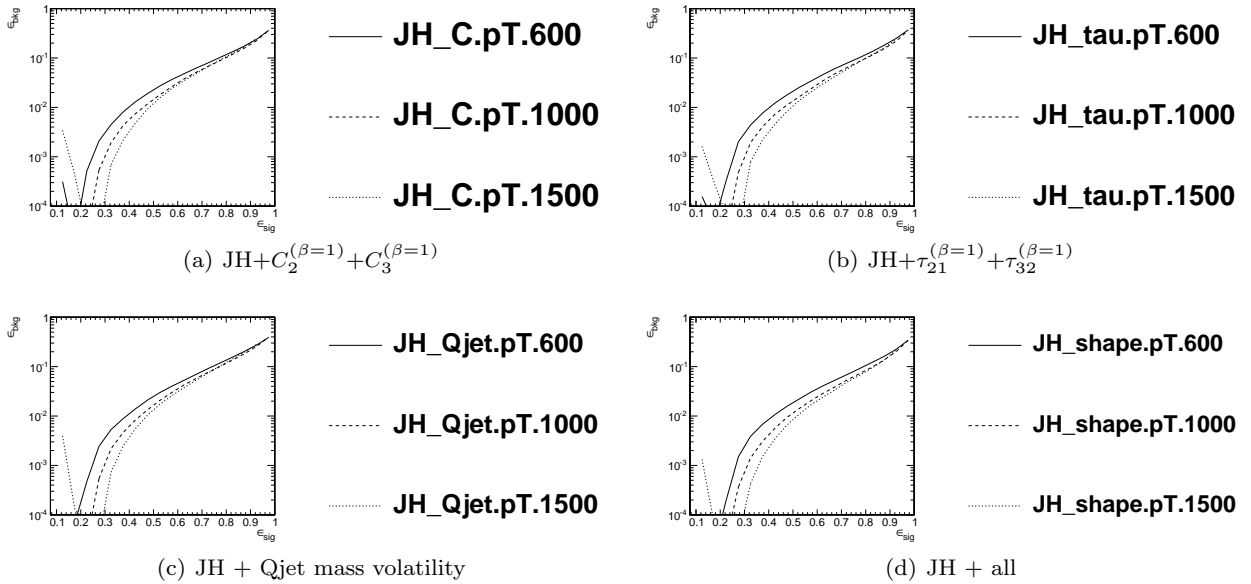 ϵbkg 1 JH_C.pT.600
10^-1
10^-2 JH_C.pT.1000
10^-3
10^-4 JH_C.pT.1500
0.1 0.2 0.3 0.4 0.5 0.6 0.7 0.8 0.9 1
ϵsig
(a) JH+C_2^(β=1)+C_3^(β=1)
ϵbkg 1 JH_tau.pT.600
10^-1
10^-2 JH_tau.pT.1000
10^-3
10^-4 JH_tau.pT.1500
0.1 0.2 0.3 0.4 0.5 0.6 0.7 0.8 0.9 1
ϵsig
(b) JH+τ_21^(β=1)+τ_32^(β=1)
ϵbkg 1 JH_Qjet.pT.600
10^-1
10^-2 JH_Qjet.pT.1000
10^-3
10^-4 JH_Qjet.pT.1500
0.1 0.2 0.3 0.4 0.5 0.6 0.7 0.8 0.9 1
ϵsig
(c) JH + Qjet mass volatility
ϵbkg 1 JH_shape.pT.600
10^-1
10^-2 JH_shape.pT.1000
10^-3
10^-4 JH_shape.pT.1500
0.1 0.2 0.3 0.4 0.5 0.6 0.7 0.8 0.9 1
ϵsig
(d) JH + all